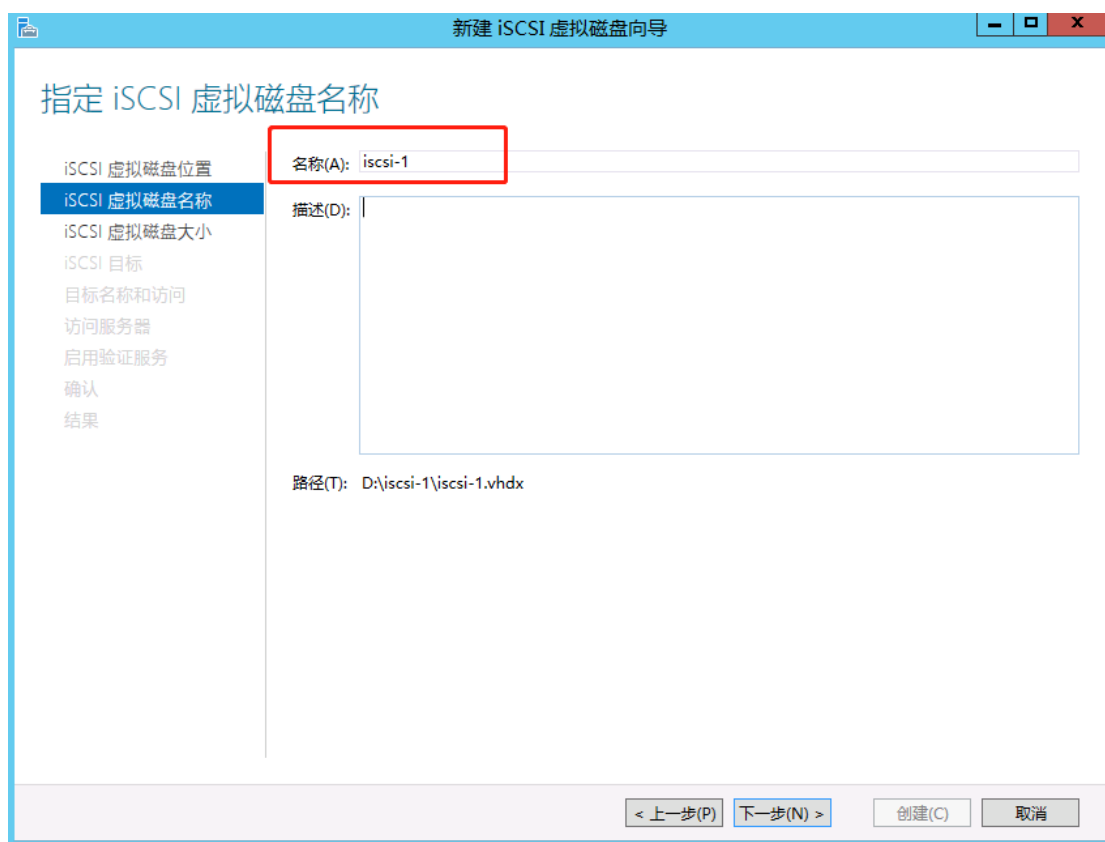 新建 iSCSI 虚拟磁盘向导
指定 iSCSI 虚拟磁盘名称
iSCSI 虚拟磁盘位置
iSCSI 虚拟磁盘名称
iSCSI 虚拟磁盘大小
iSCSI 目标
目标名称和访问
访问服务器
启用验证服务
确认
结果
名称(A): iscsi-1
描述(D):
路径(T): D:\iscsi-1\iscsi-1.vhdx
< 上一步(P) 下一步(N) > 创建(C) 取消